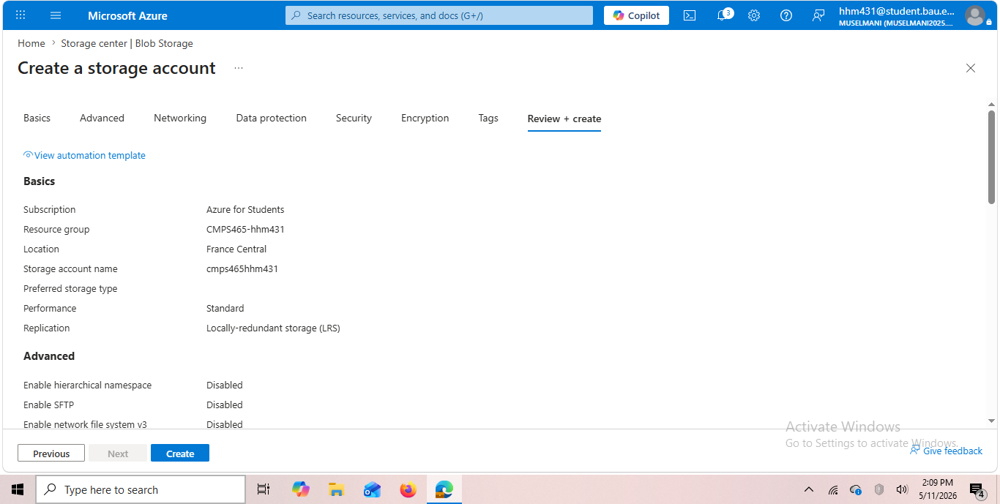 Microsoft Azure
Search resources, services, and docs (G+/)
Copilot
3
hhm431@student.bau.e...
MUSELMANI (MUSELMANI2025....
Home > Storage center | Blob Storage
Create a storage account ...
Basics Advanced Networking Data protection Security Encryption Tags Review + create
View automation template
Basics
Subscription Azure for Students
Resource group CMPS465-hhm431
Location France Central
Storage account name cmps465hhm431
Preferred storage type
Performance Standard
Replication Locally-redundant storage (LRS)
Advanced
Enable hierarchical namespace Disabled
Enable SFTP Disabled
Enable network file system v3 Disabled
Activate Windows
Go to Settings to activate Windows.
Previous Next Create
Give feedback
Type here to search
2:09 PM
5/11/2026
4